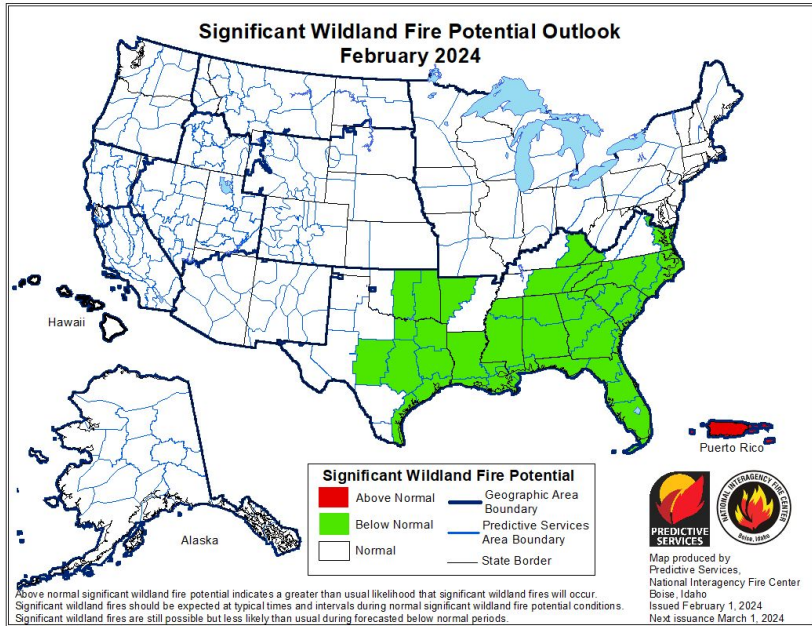 Significant Wildland Fire Potential Outlook
February 2024
Hawaii
Alaska
Puerto Rico
Significant Wildland Fire Potential
Above Normal
Below Normal
Normal
Geographic Area
Boundary
Predictive Services
Area Boundary
State Border
PREDICTIVE
SERVICES
NATIONAL INTERAGENCY FIRE CENTER
Boise, Idaho
Map produced by
Predictive Services,
National Interagency Fire Center
Boise, Idaho
Issued February 1, 2024
Next issuance March 1, 2024
Above normal significant wildland fire potential indicates a greater than usual likelihood that significant wildland fires will occur.
Significant wildland fires should be expected at typical times and intervals during normal significant wildland fire potential conditions.
Significant wildland fires are still possible but less likely than usual during forecasted below normal periods.